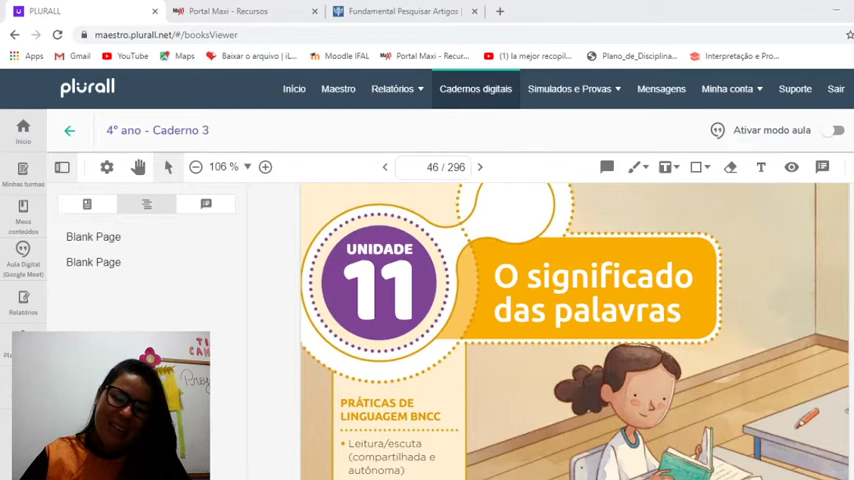 PLURALL
Portal Maxi - Recursos
Fundamental Pesquisar Artigos |
maestro.plurall.net/#/booksViewer
Apps
Gmail
YouTube
Maps
Baixar o arquivo | iL...
Moodle IFAL
Portal Maxi - Recur...
(1) la mejor recopil...
Plano_de_Disciplina...
Interpretação e Pro...
plurall
Início
Maestro
Relatórios
Cadernos digitais
Simulados e Provas
Mensagens
Minha conta
Suporte
Sair
Início
4º ano - Caderno 3
Ativar modo aula
Minhas turmas
106 %
46 / 296
Meus
conteúdos
Aula Digital
(Google Meet)
Relatórios
Blank Page
Blank Page
UNIDADE
11
O significado
das palavras
PRÁTICAS DE
LINGUAGEM BNCC
• Leitura/escuta
(compartilhada e
autônoma)